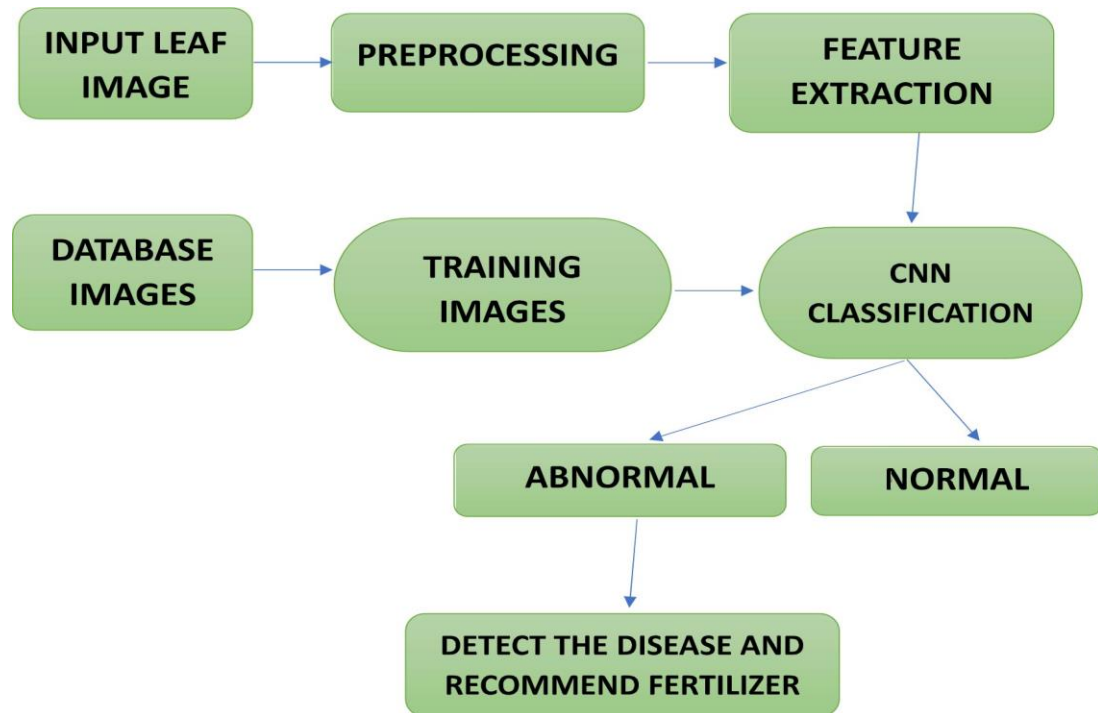 INPUT LEAF
IMAGE
PREPROCESSING
FEATURE
EXTRACTION
DATABASE
IMAGES
TRAINING
IMAGES
CNN
CLASSIFICATION
ABNORMAL
NORMAL
DETECT THE DISEASE AND
RECOMMEND FERTILIZER